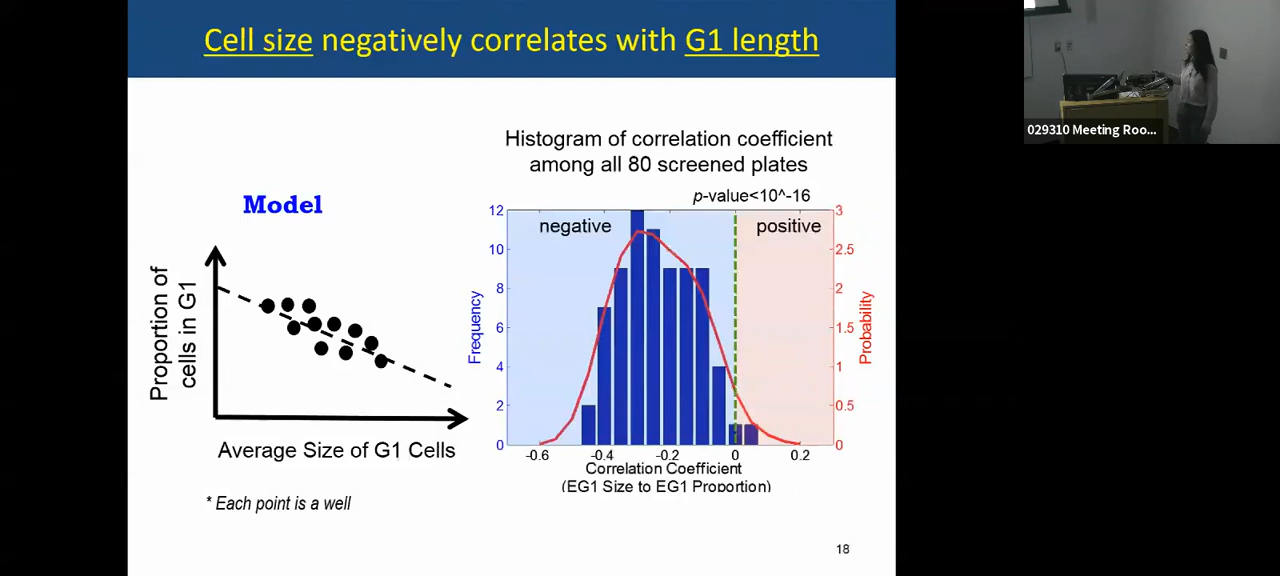 Cell size negatively correlates with G1 length
029310 Meeting Roo...
Histogram of correlation coefficient
among all 80 screened plates
p-value<10^-16
Model
Proportion of
cells in G1
Average Size of G1 Cells
* Each point is a well
negative
positive
Frequency
12
10
8
6
4
2
0
Probability
3
2.5
2
1.5
1
0.5
0
-0.6
-0.4
-0.2
0
0.2
Correlation Coefficient
(EG1 Size to EG1 Proportion)
18